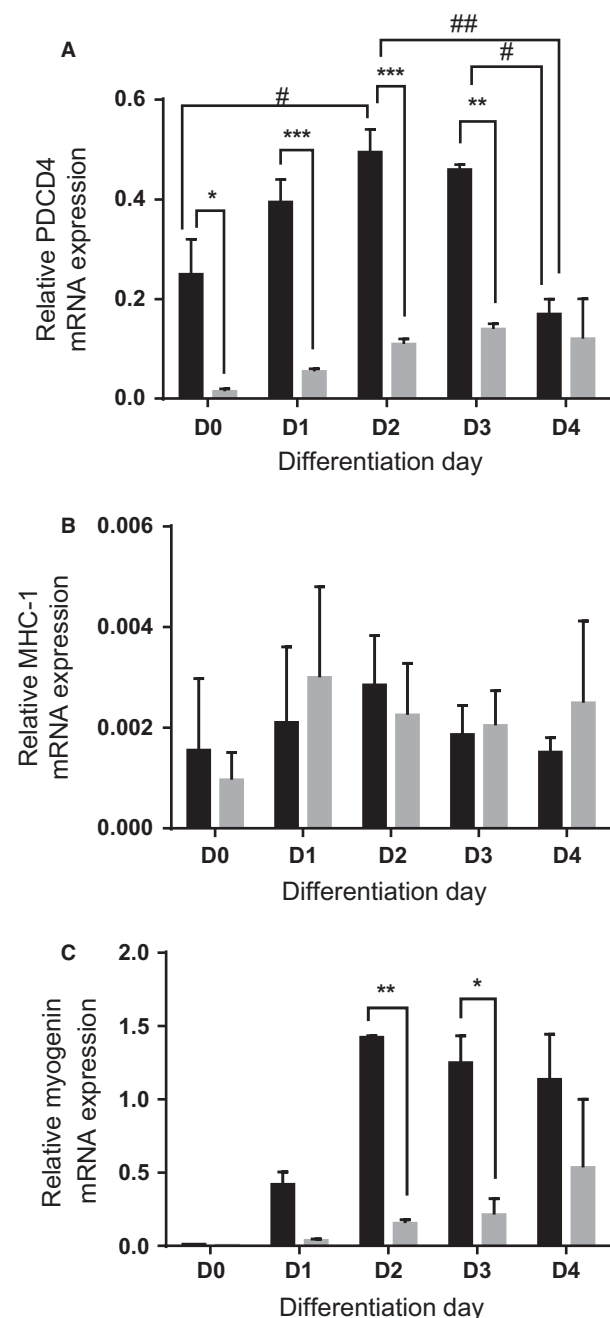 A
##
#
***
#
***
**
*
0.6
0.4
0.2
0.0
Relative PDCD4
mRNA expression
D0 D1 D2 D3 D4
Differentiation day
B
0.006
0.004
0.002
0.000
Relative MHC-1
mRNA expression
D0 D1 D2 D3 D4
Differentiation day
C
2.0
1.5
1.0
0.5
0.0
**
*
Relative myogenin
mRNA expression
D0 D1 D2 D3 D4
Differentiation day